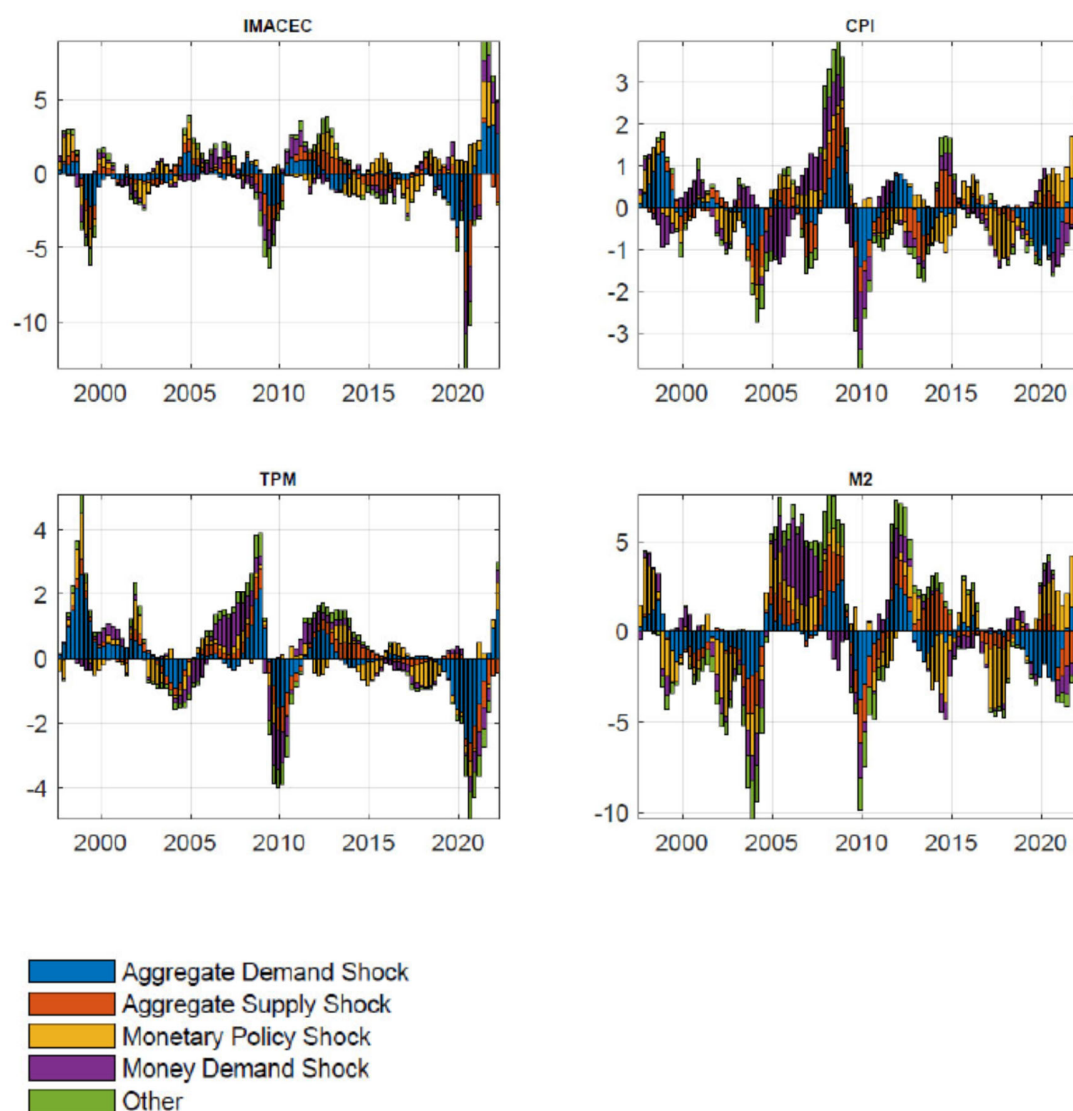 IMACEC
CPI
5
0
-5
-10
2000 2005 2010 2015 2020
3
2
1
0
-1
-2
-3
2000 2005 2010 2015 2020
TPM
M2
4
2
0
-2
-4
2000 2005 2010 2015 2020
5
0
-5
-10
2000 2005 2010 2015 2020
Aggregate Demand Shock
Aggregate Supply Shock
Monetary Policy Shock
Money Demand Shock
Other